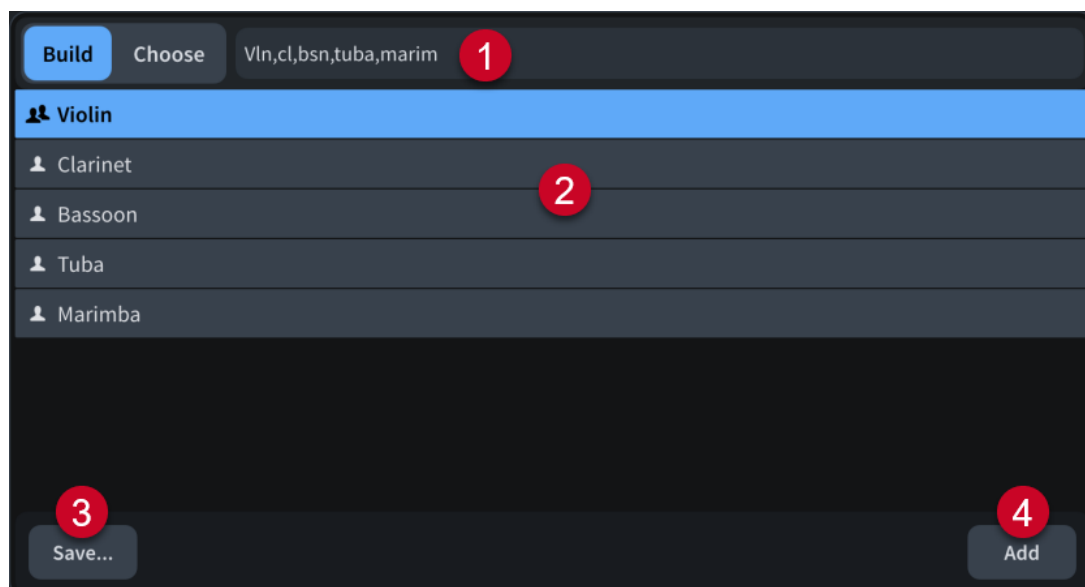 Build Choose Vln,cl,bsn,tuba,marim 1
Violin
Clarinet
2
Bassoon
Tuba
Marimba
3 4
Save... Add